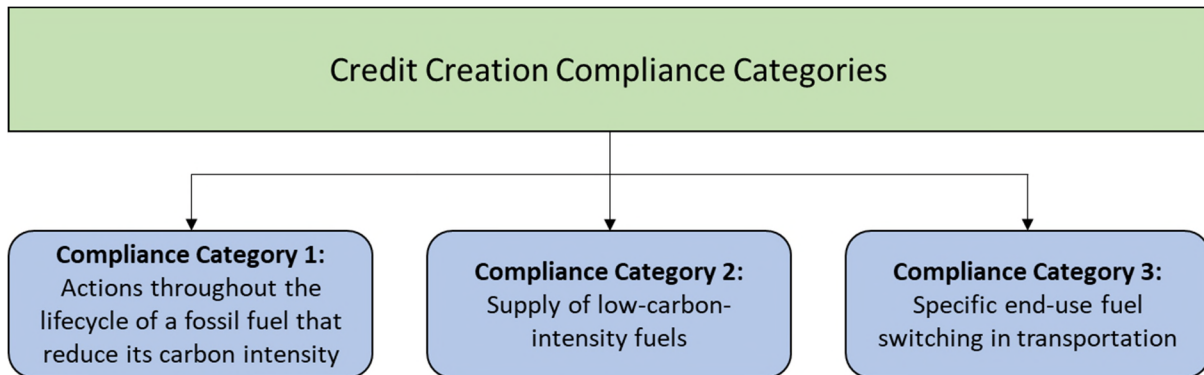 Credit Creation Compliance Categories
Compliance Category 1:
Actions throughout the
lifecycle of a fossil fuel that
reduce its carbon intensity
Compliance Category 2:
Supply of low-carbon-
intensity fuels
Compliance Category 3:
Specific end-use fuel
switching in transportation